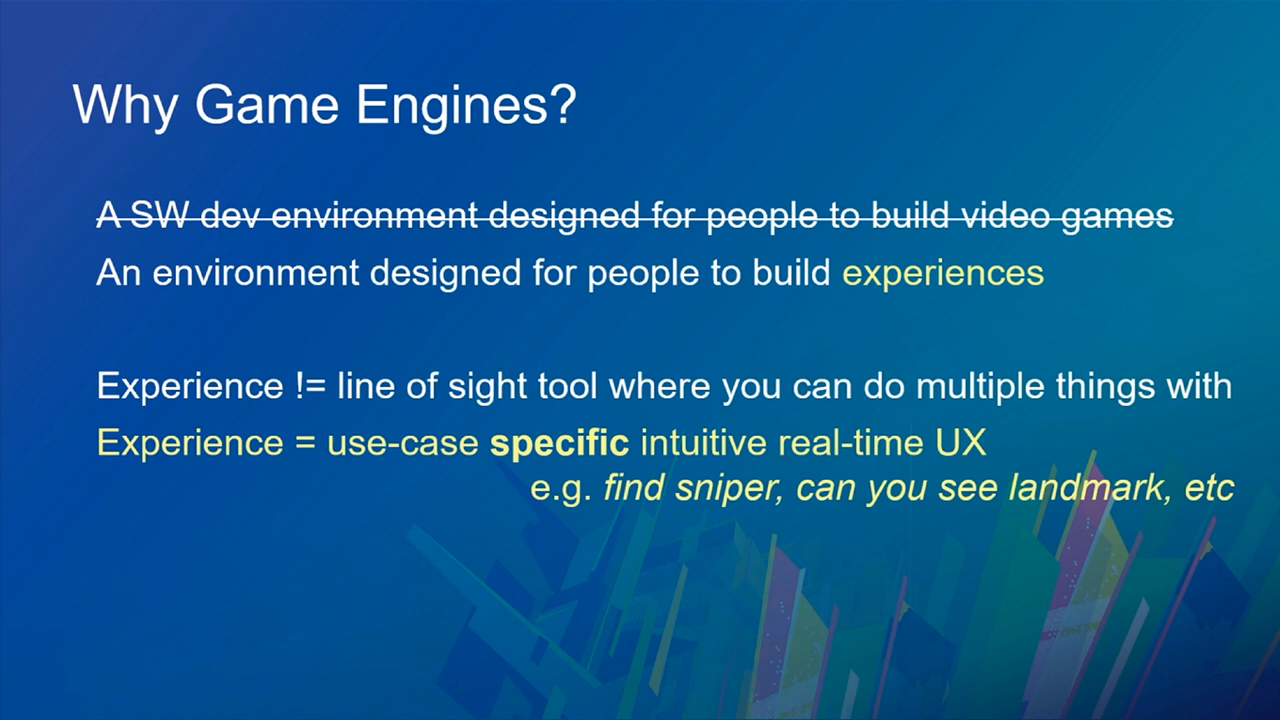 Why Game Engines?
A SW dev environment designed for people to build video games
An environment designed for people to build experiences
Experience != line of sight tool where you can do multiple things with
Experience = use-case specific intuitive real-time UX
e.g. find sniper, can you see landmark, etc